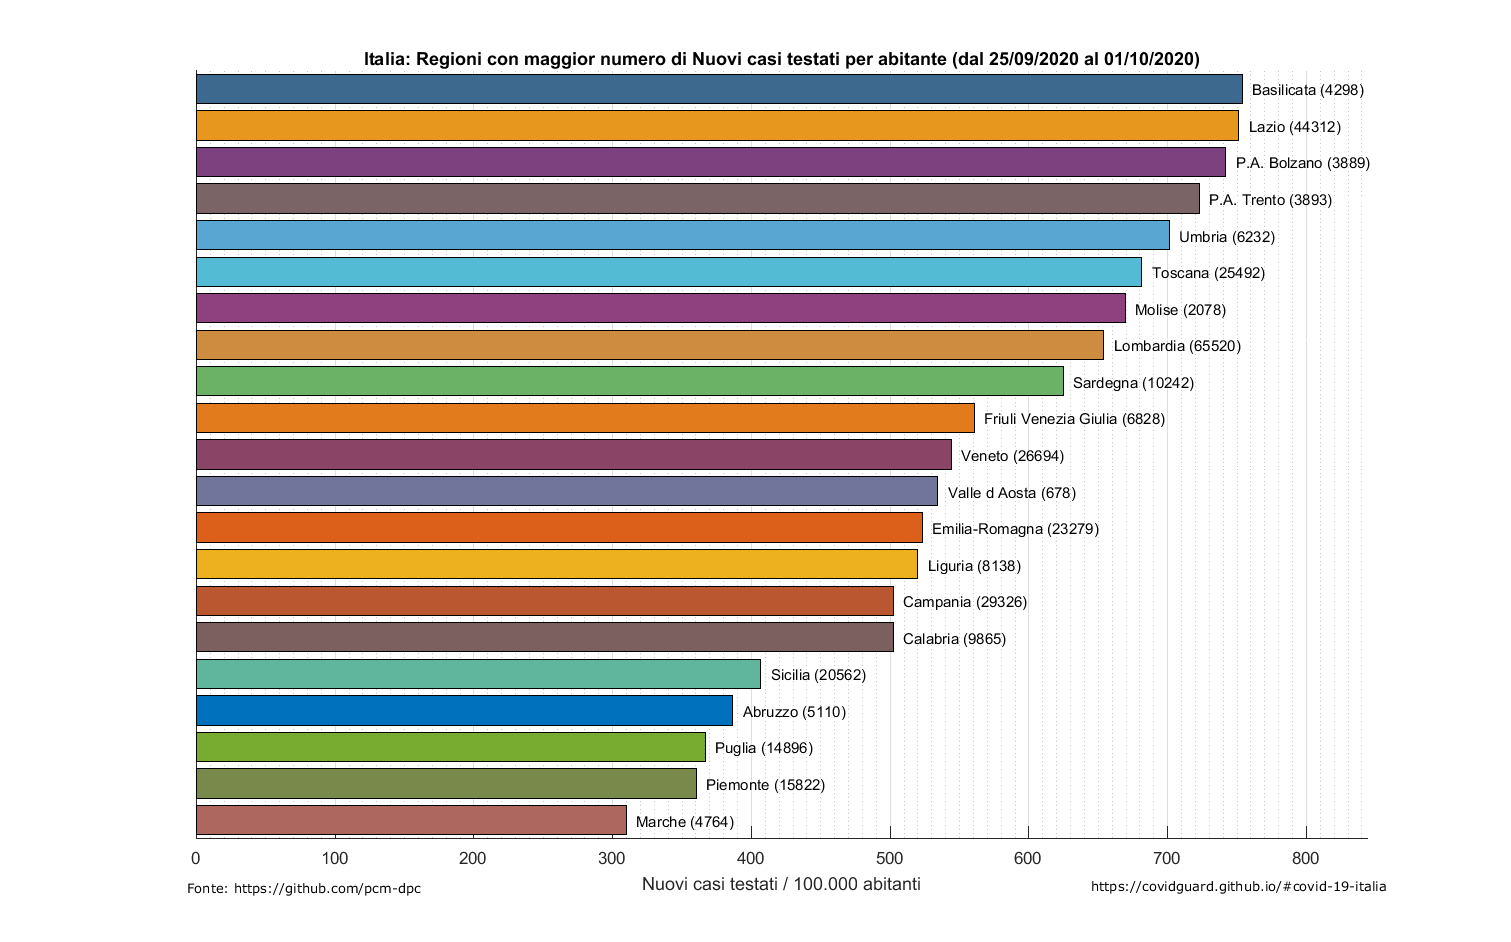 Italia: Regioni con maggior numero di Nuovi casi testati per abitante (dal 25/09/2020 al 01/10/2020)
Basilicata (4298)
Lazio (44312)
P.A. Bolzano (3889)
P.A. Trento (3893)
Umbria (6232)
Toscana (25492)
Molise (2078)
Lombardia (65520)
Sardegna (10242)
Friuli Venezia Giulia (6828)
Veneto (26694)
Valle d Aosta (678)
Emilia-Romagna (23279)
Liguria (8138)
Campania (29326)
Calabria (9865)
Sicilia (20562)
Abruzzo (5110)
Puglia (14896)
Piemonte (15822)
Marche (4764)
0 100 200 300 400 500 600 700 800
Nuovi casi testati / 100.000 abitanti
Fonte: https://github.com/pcm-dpc
https://covidguard.github.io/#covid-19-italia